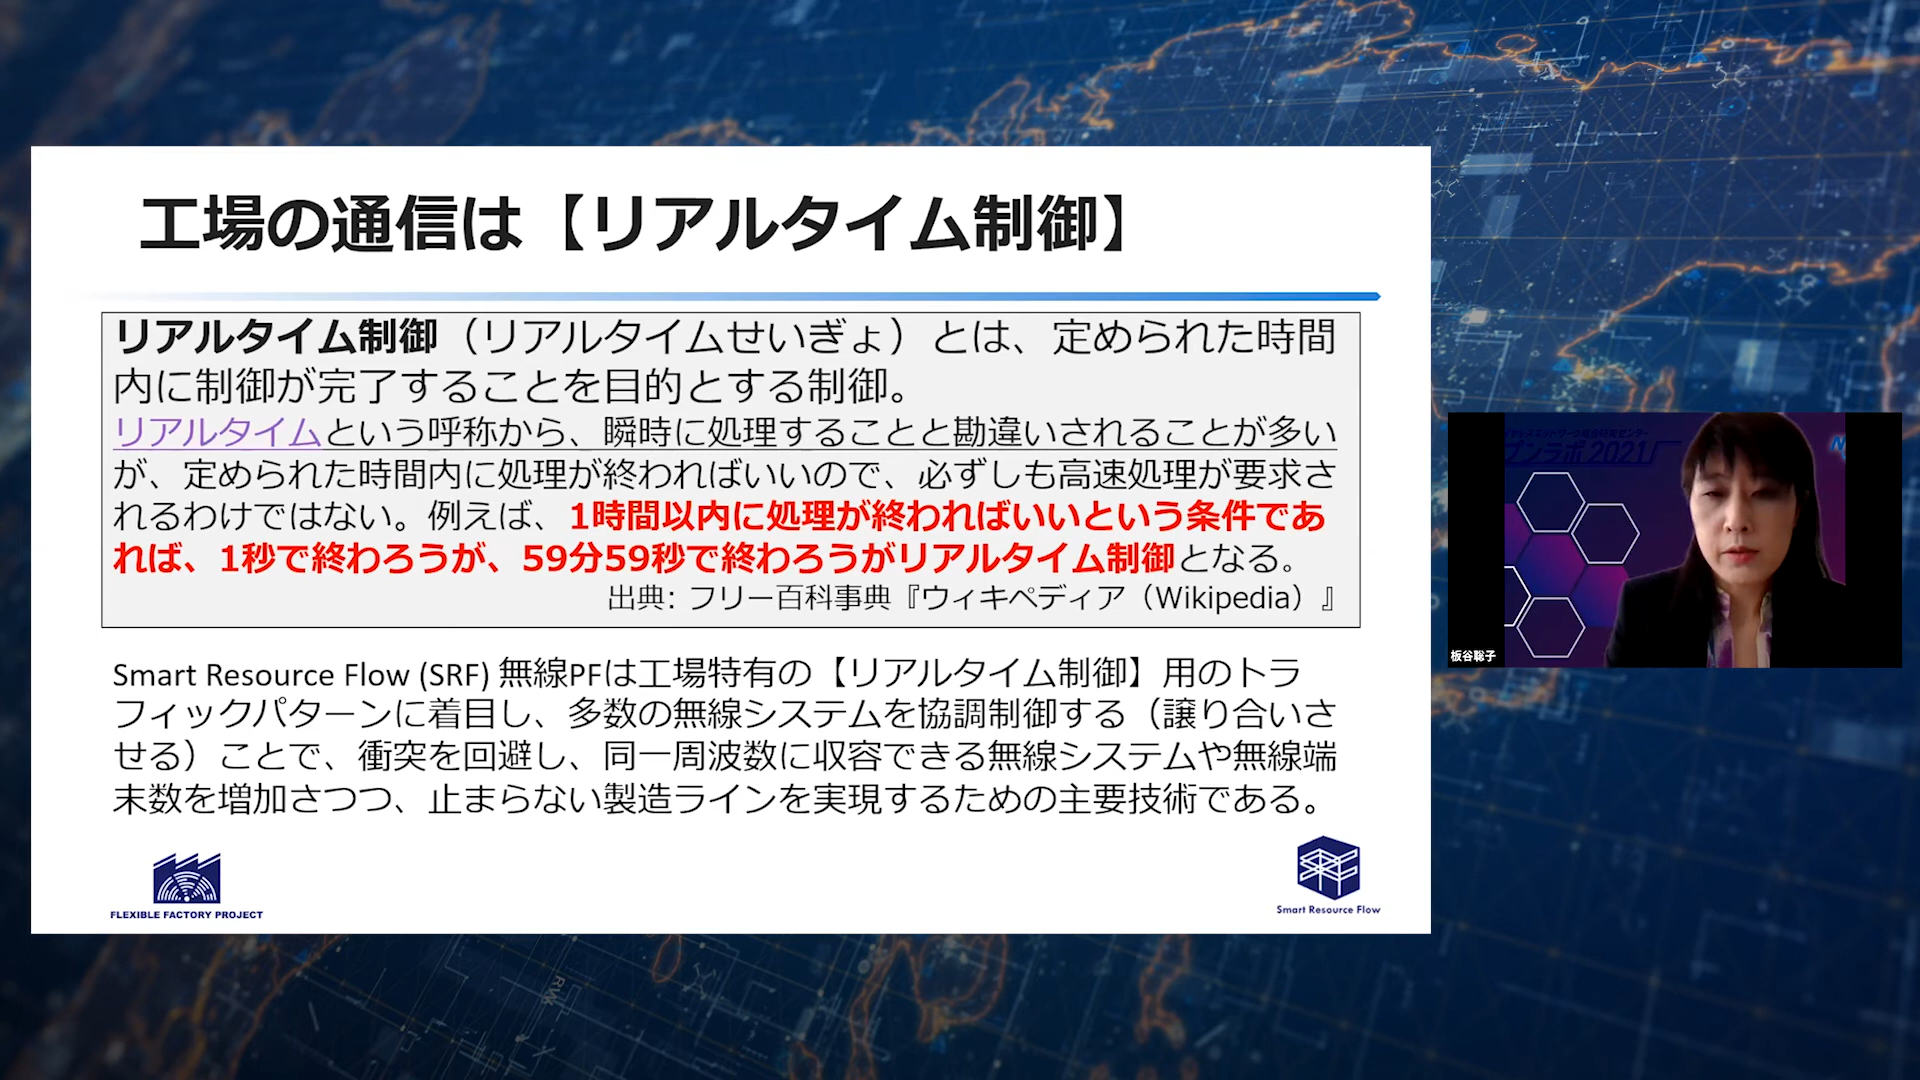 工場の通信は【リアルタイム制御】
リアルタイム制御（リアルタイムせいぎょ）とは、定められた時間
内に制御が完了することを目的とする制御。
リアルタイムという呼称から、瞬時に処理することと勘違いされることが多い
が、定められた時間内に処理が終わればいいので、必ずしも高速処理が要求さ
れるわけではない。例えば、1時間以内に処理が終わればいいという条件であ
れば、1秒で終わろうが、59分59秒で終わろうがリアルタイム制御となる。
出典: フリー百科事典『ウィキペディア（Wikipedia）』
Smart Resource Flow (SRF) 無線PFは工場特有の【リアルタイム制御】用のトラ
フィックパターンに着目し、多数の無線システムを協調制御する（譲り合いさ
せる）ことで、衝突を回避し、同一周波数に収容できる無線システムや無線端
末数を増加さつつ、止まらない製造ラインを実現するための主要技術である。
FLEXIBLE FACTORY PROJECT
Smart Resource Flow
プンラボ2021
板谷聡子